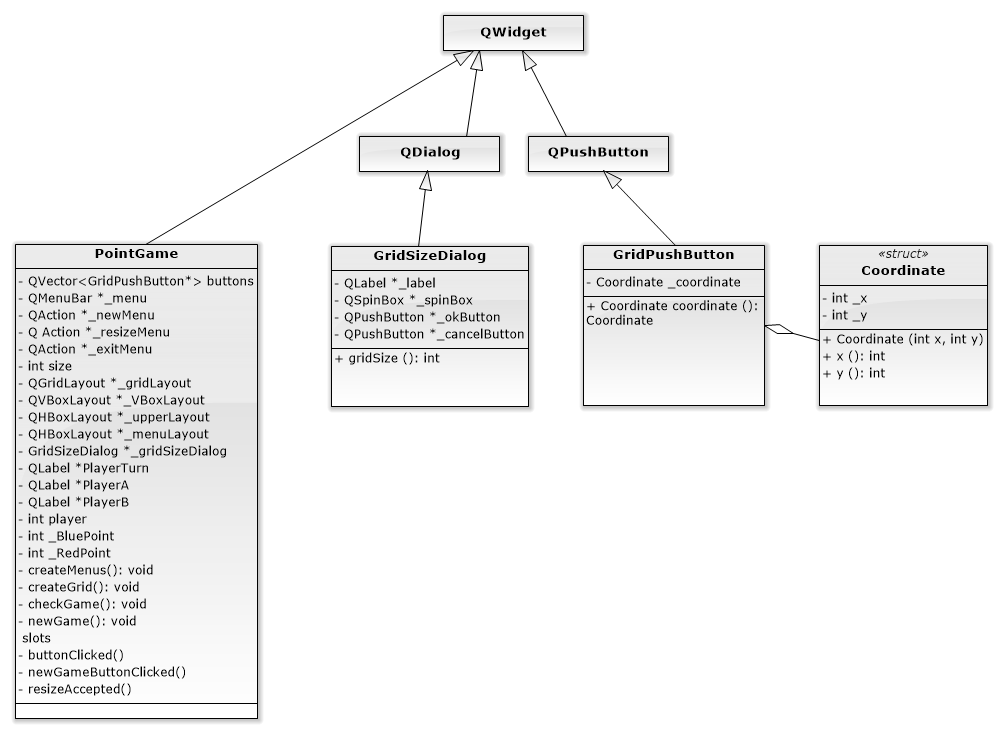 QWidget
QDialog
QPushButton
PointGame
- QVector<GridPushButton*> buttons
- QMenuBar *_menu
- QAction *_newMenu
- Q Action *_resizeMenu
- QAction *_exitMenu
- int size
- QGridLayout *_gridLayout
- QVBoxLayout *_VBoxLayout
- QHBoxLayout *_upperLayout
- QHBoxLayout *_menuLayout
- GridSizeDialog *_gridSizeDialog
- QLabel *PlayerTurn
- QLabel *PlayerA
- QLabel *PlayerB
- int player
- int _BluePoint
- int _RedPoint
- createMenus(): void
- createGrid(): void
- checkGame(): void
- newGame(): void
slots
- buttonClicked()
- newGameButtonClicked()
- resizeAccepted()
GridSizeDialog
- QLabel *_label
- QSpinBox *_spinBox
- QPushButton *_okButton
- QPushButton *_cancelButton
+ gridSize (): int
GridPushButton
- Coordinate _coordinate
+ Coordinate coordinate ():
Coordinate
«struct»
Coordinate
- int _x
- int _y
+ Coordinate (int x, int y)
+ x (): int
+ y (): int